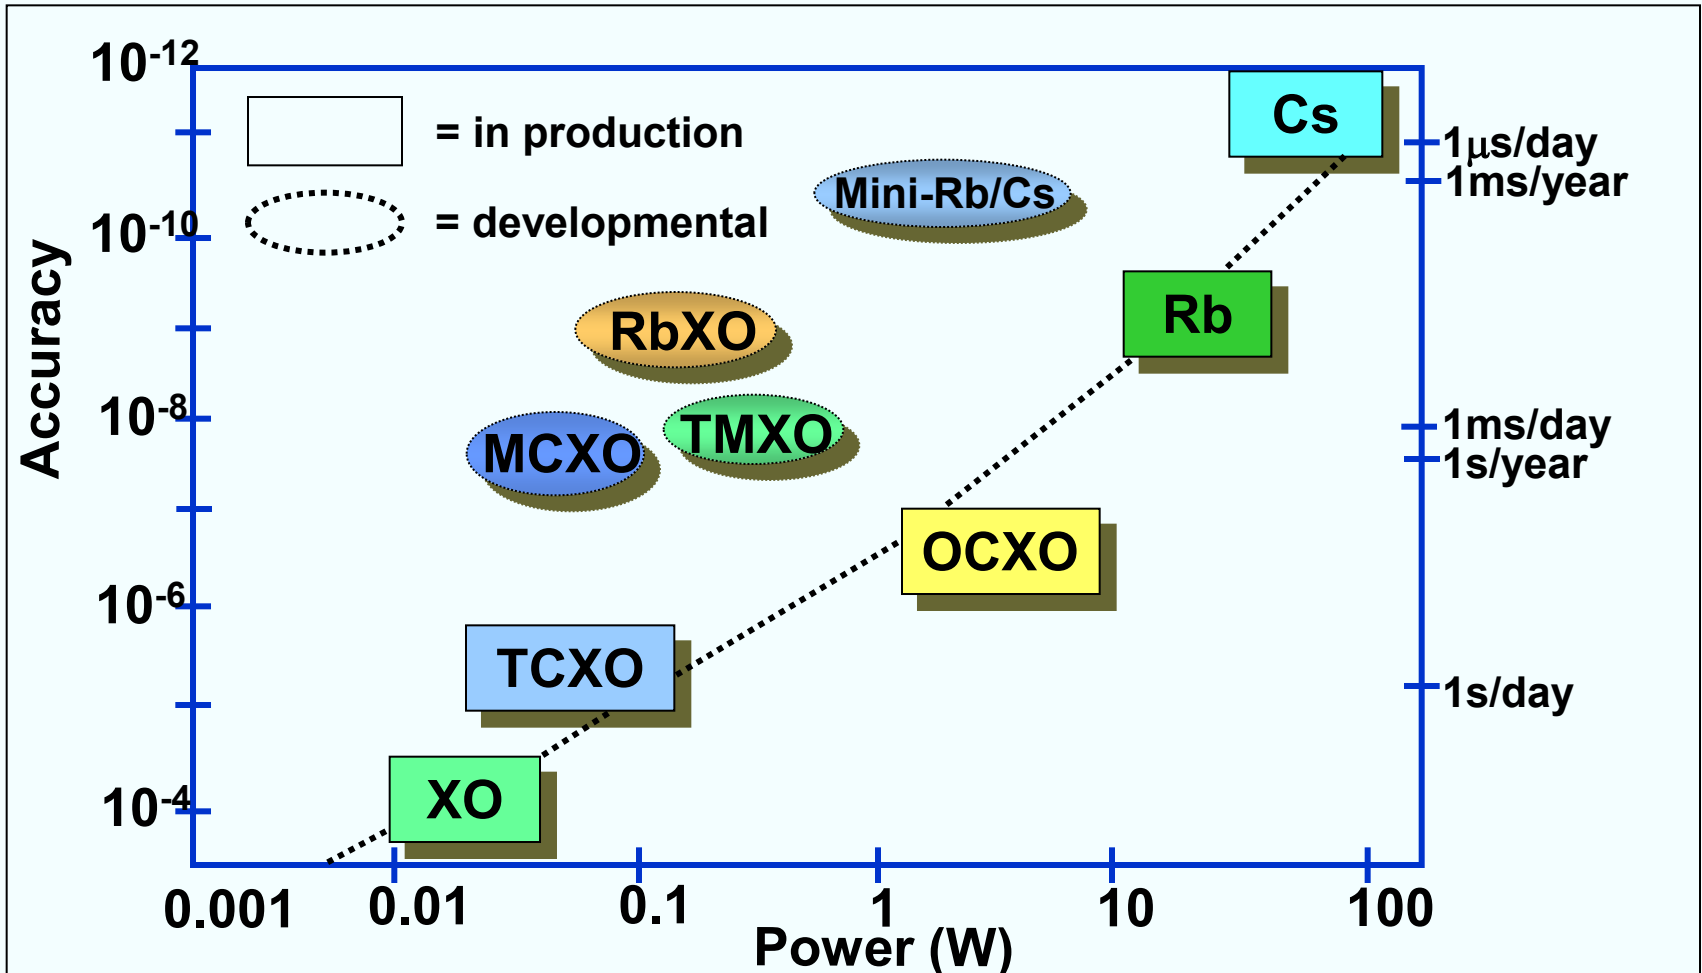 10-12
= in production
Cs
1μs/day
1ms/year
Mini-Rb/Cs
= developmental
10-10
Accuracy
RbXO
Rb
10-8
TMXO
MCXO
1ms/day
1s/year
OCXO
10-6
TCXO
1s/day
XO
10-4
0.001
0.01
0.1
1
10
100
Power (W)